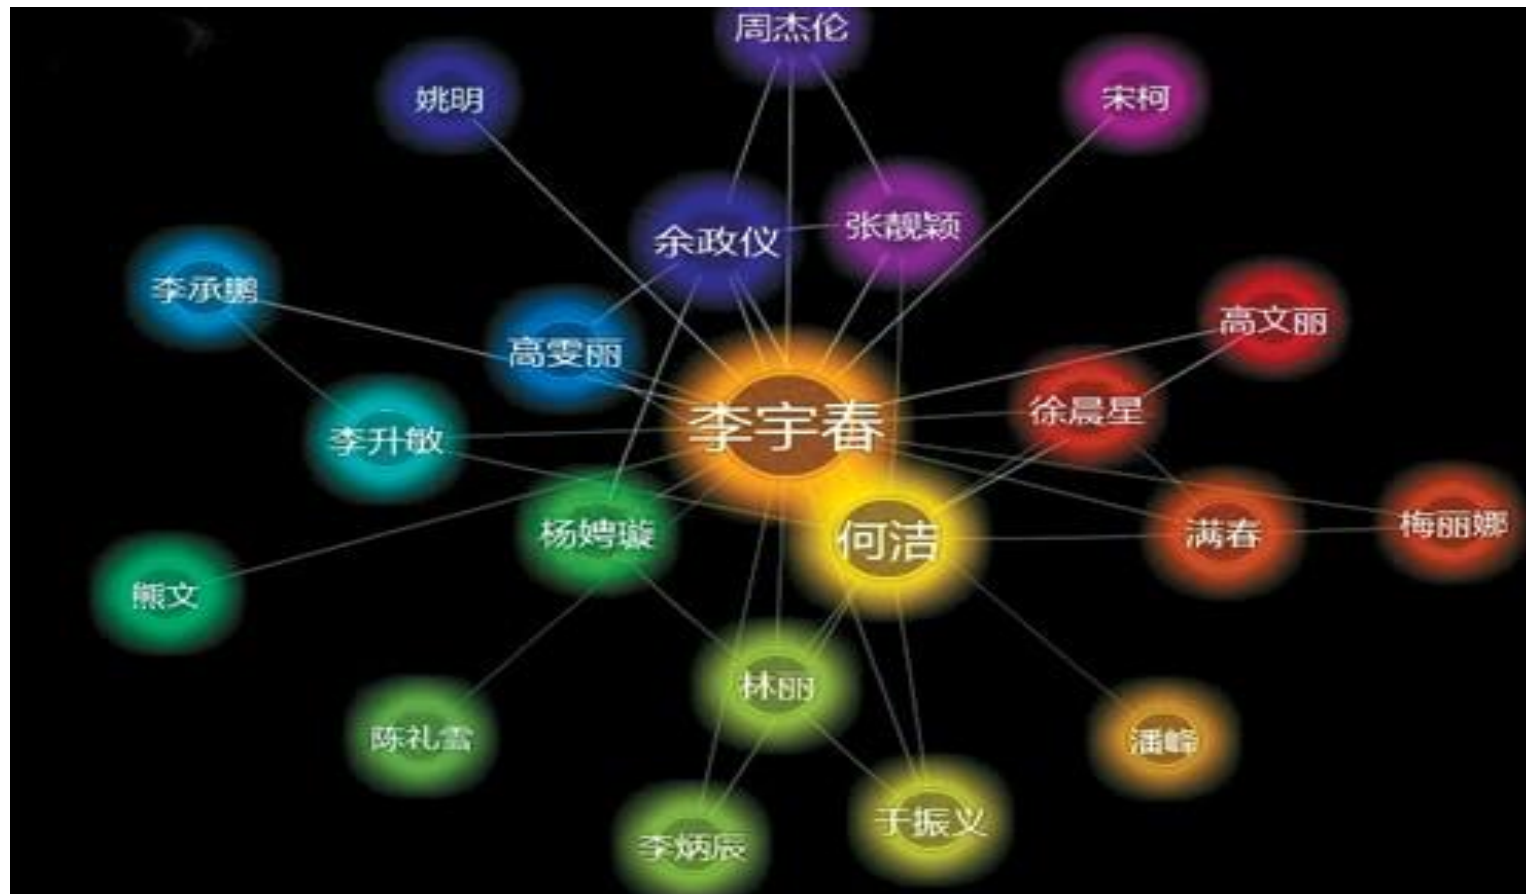 周杰伦
姚明
宋柯
余政仪
张靓颖
李承鹏
高雯丽
高文丽
李宇春
徐晨星
李升敏
杨娉璇
何洁
满春
梅丽娜
熊文
林丽
陈礼雪
潘峰
李炳辰
于振义